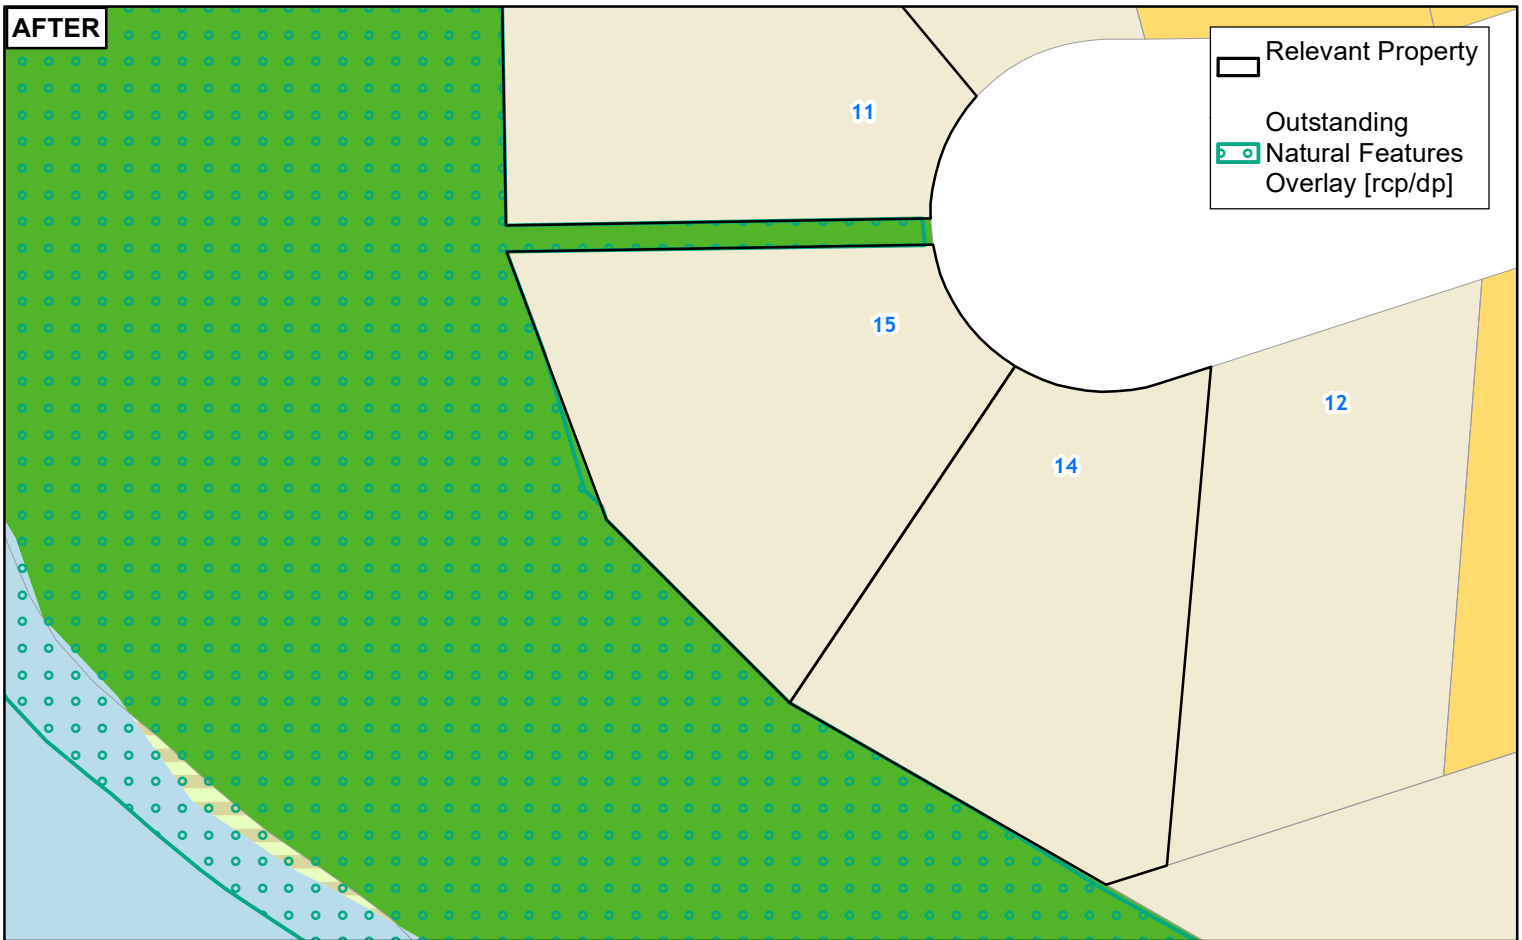 AFTER
Relevant Property
Outstanding
Natural Features
Overlay [rcp/dp]
11
15
12
14